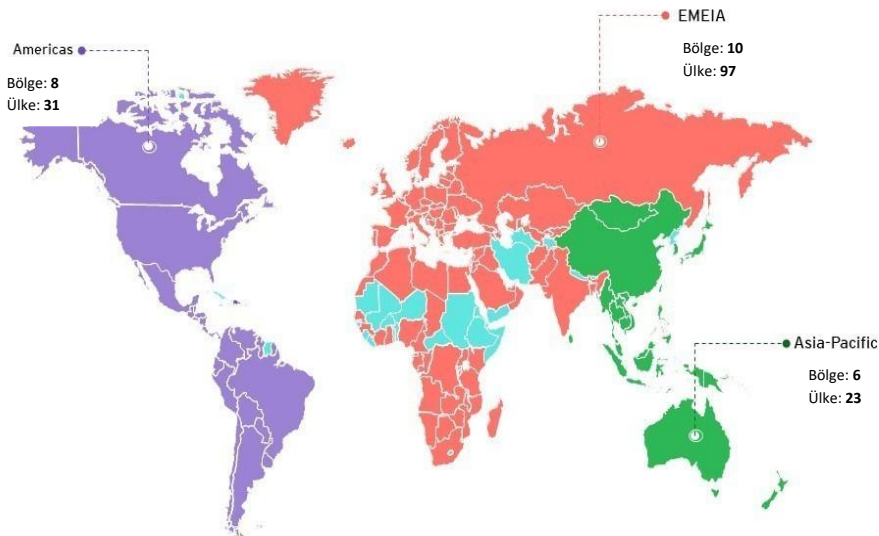 EMEIA
Bölge: 10
Ülke: 97
Americas
Bölge: 8
Ülke: 31
Asia-Pacific
Bölge: 6
Ülke: 23